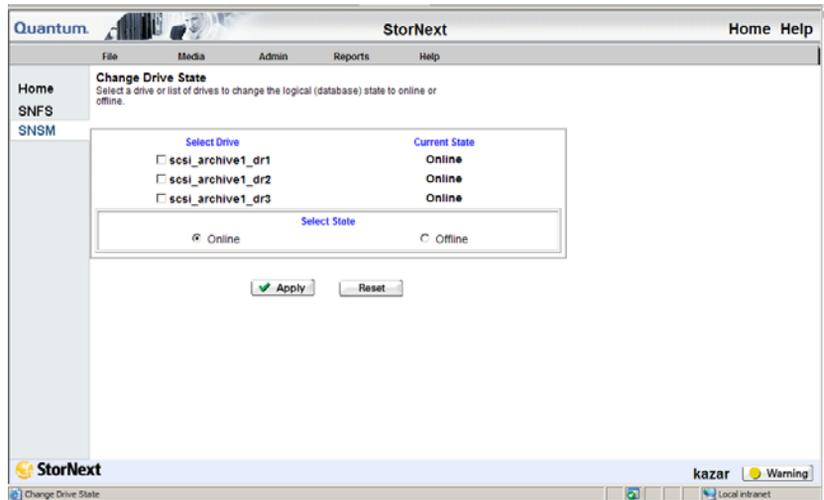 Quantum. StorNext Home Help
File Media Admin Reports Help
Home
SNFS
SNSM
Change Drive State
Select a drive or list of drives to change the logical (database) state to online or
offline.
Select Drive Current State
scsi_archive1_dr1 Online
scsi_archive1_dr2 Online
scsi_archive1_dr3 Online
Select State
Online Offline
Apply Reset
StorNext kazar Warning
Change Drive State Local intranet